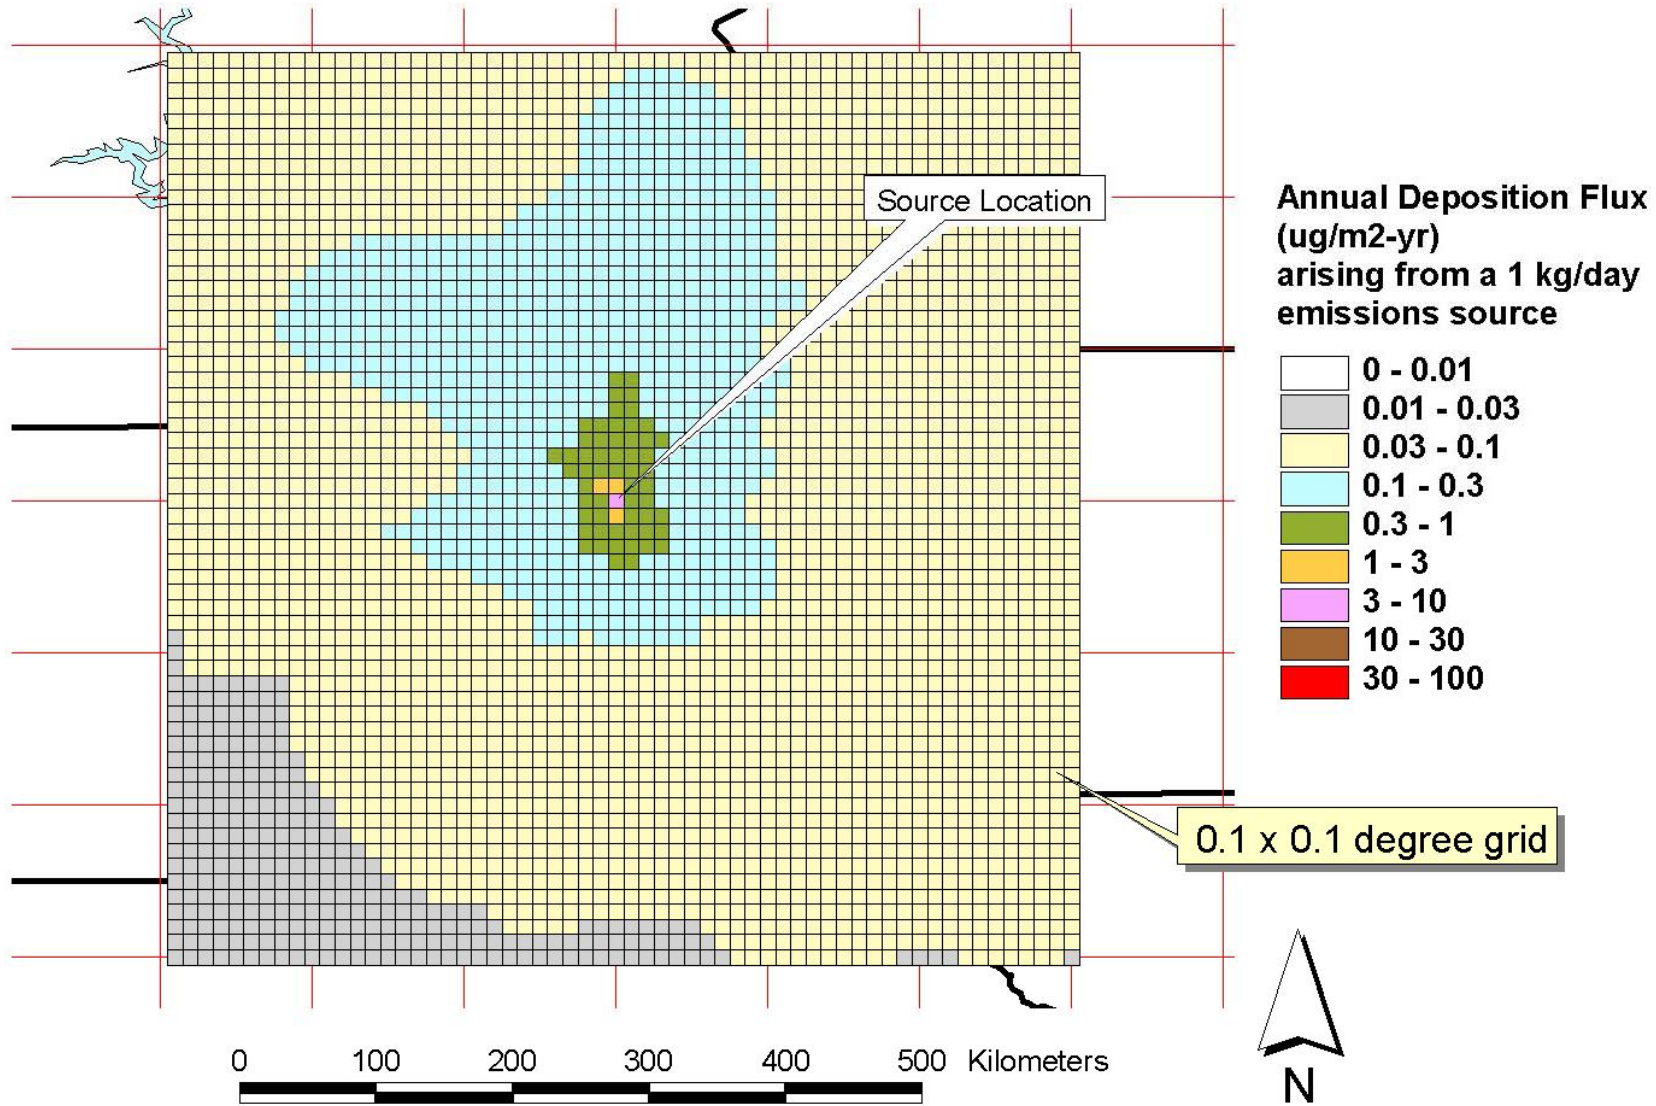 Source Location
Annual Deposition Flux
(ug/m2-yr)
arising from a 1 kg/day
emissions source
0 - 0.01
0.01 - 0.03
0.03 - 0.1
0.1 - 0.3
0.3 - 1
1 - 3
3 - 10
10 - 30
30 - 100
0.1 x 0.1 degree grid
0 100 200 300 400 500 Kilometers
N